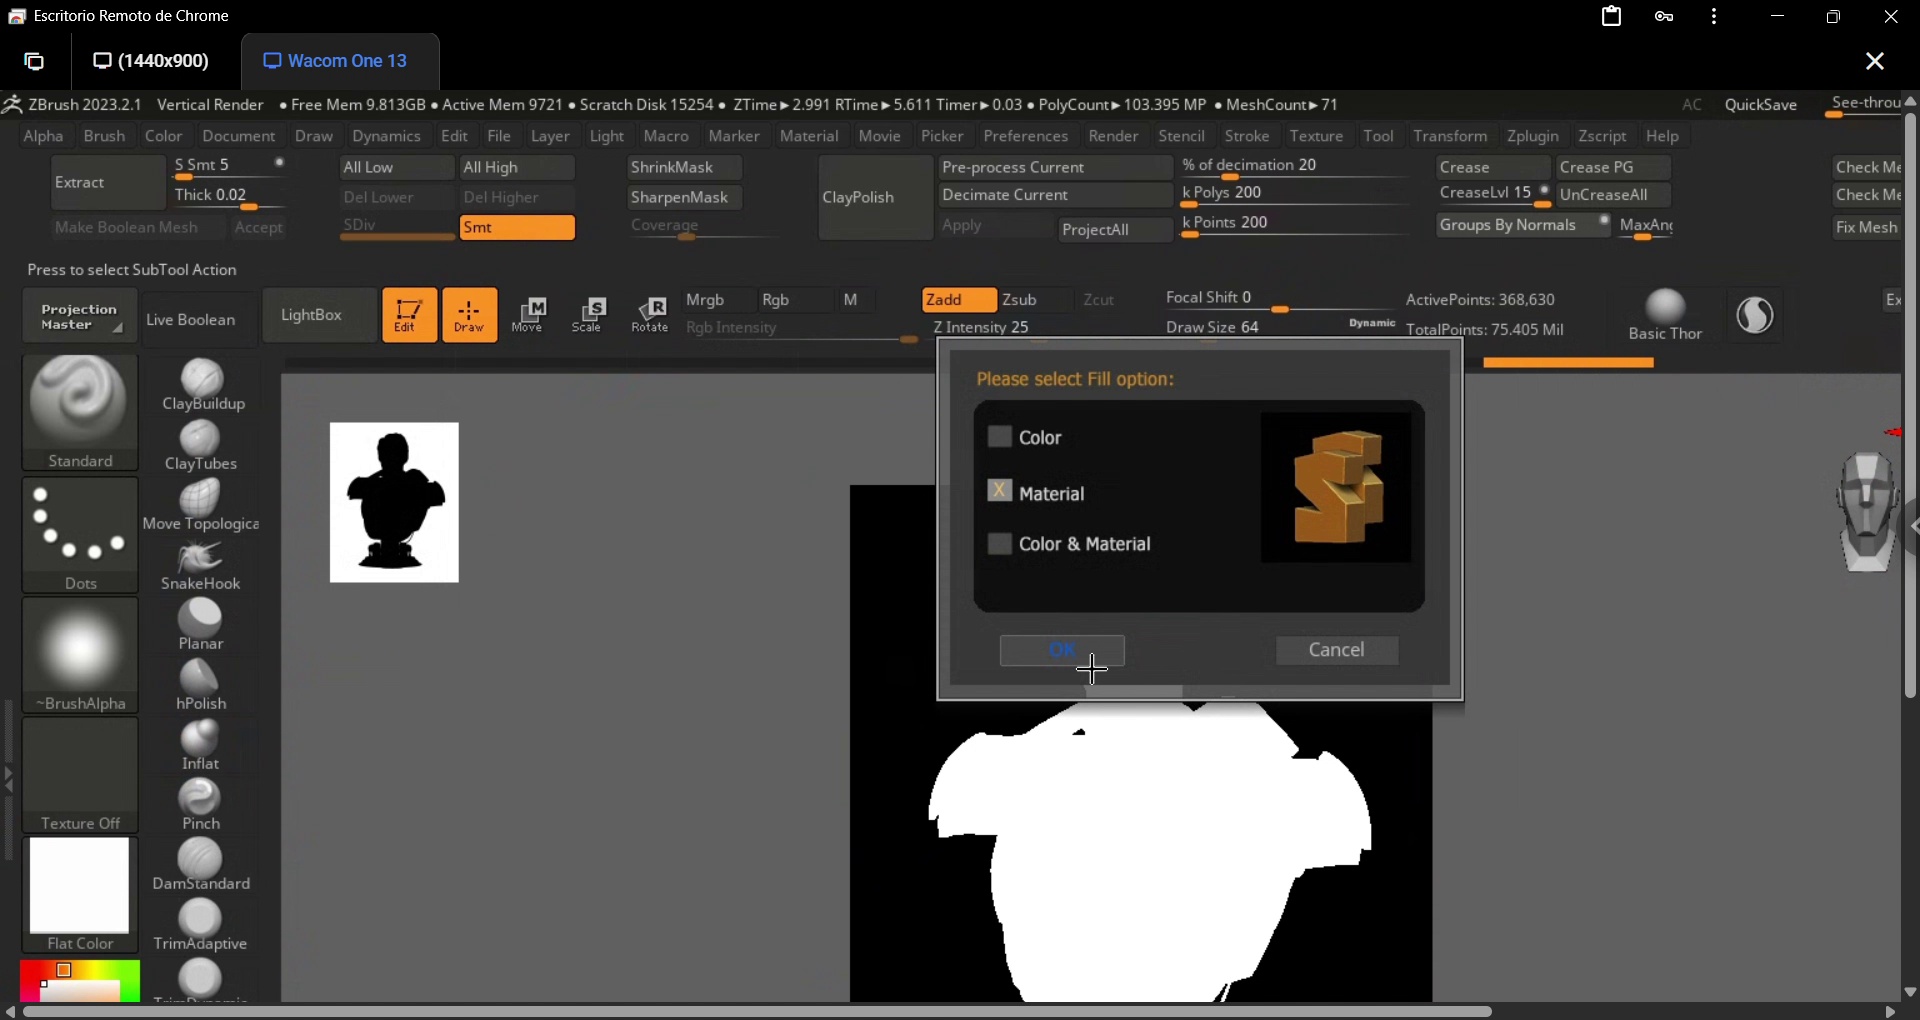 Escritorio Remoto de Chrome
(1440x900)
Wacom One 13
ZBrush 2023.2.1 Vertical Render • Free Mem 9.813GB • Active Mem 9721 • Scratch Disk 15254 • ZTime▶2.991 RTime▶5.611 Timer▶0.03 • PolyCount▶103.395 MP • MeshCount▶71 AC QuickSave See-throu
Alpha Brush Color Document Draw Dynamics Edit File Layer Light Macro Marker Material Movie Picker Preferences Render Stencil Stroke Texture Tool Transform Zplugin Zscript Help
Extract S Smt 5 All Low All High ShrinkMask ClayPolish Pre-process Current % of decimation 20 Crease Crease PG Check Me
Thick 0.02 Del Lower Del Higher SharpenMask Decimate Current k Polys 200 CreaseLvl 15 UnCreaseAll Check Me
Make Boolean Mesh Accept SDiv Smt Coverage Apply ProjectAll k Points 200 Groups By Normals MaxAng Fix Mesh
Press to select SubTool Action
Projection
Master
Live Boolean
LightBox
Edit
Draw
Move
Scale
Rotate
M
S
R
Mrgb Rgb M
Rgb Intensity
Zadd Zsub Zcut
Z Intensity 25
Focal Shift 0
Draw Size 64 Dynamic
ActivePoints: 368,630
TotalPoints: 75.405 Mil
Basic Thor
Ex
Standard
Dots
~BrushAlpha
Texture Off
Flat Color
ClayBuildup
ClayTubes
Move Topologica
SnakeHook
Planar
hPolish
Inflat
Pinch
DamStandard
TrimAdaptive
TrimDynamic
Please select Fill option:
Color
X Material
Color & Material
OK Cancel